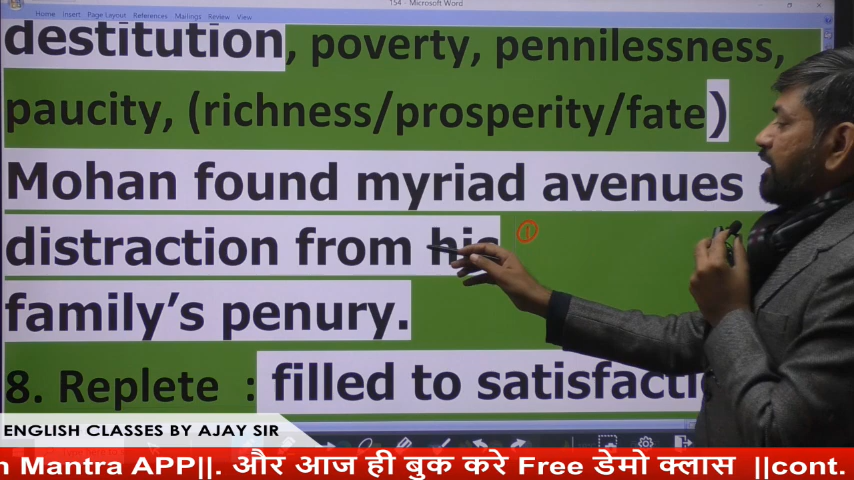 154 - Microsoft Word
Home Insert Page Layout References Mailings Review View
destitution, poverty, pennilessness,
paucity, (richness/prosperity/fate)
Mohan found myriad avenues
distraction from his
1
family's penury.
8. Replete : filled to
ENGLISH CLASSES BY AJAY SIR
Mantra APP||. और आज ही बुक करे Free डेमो क्लास ||cont.